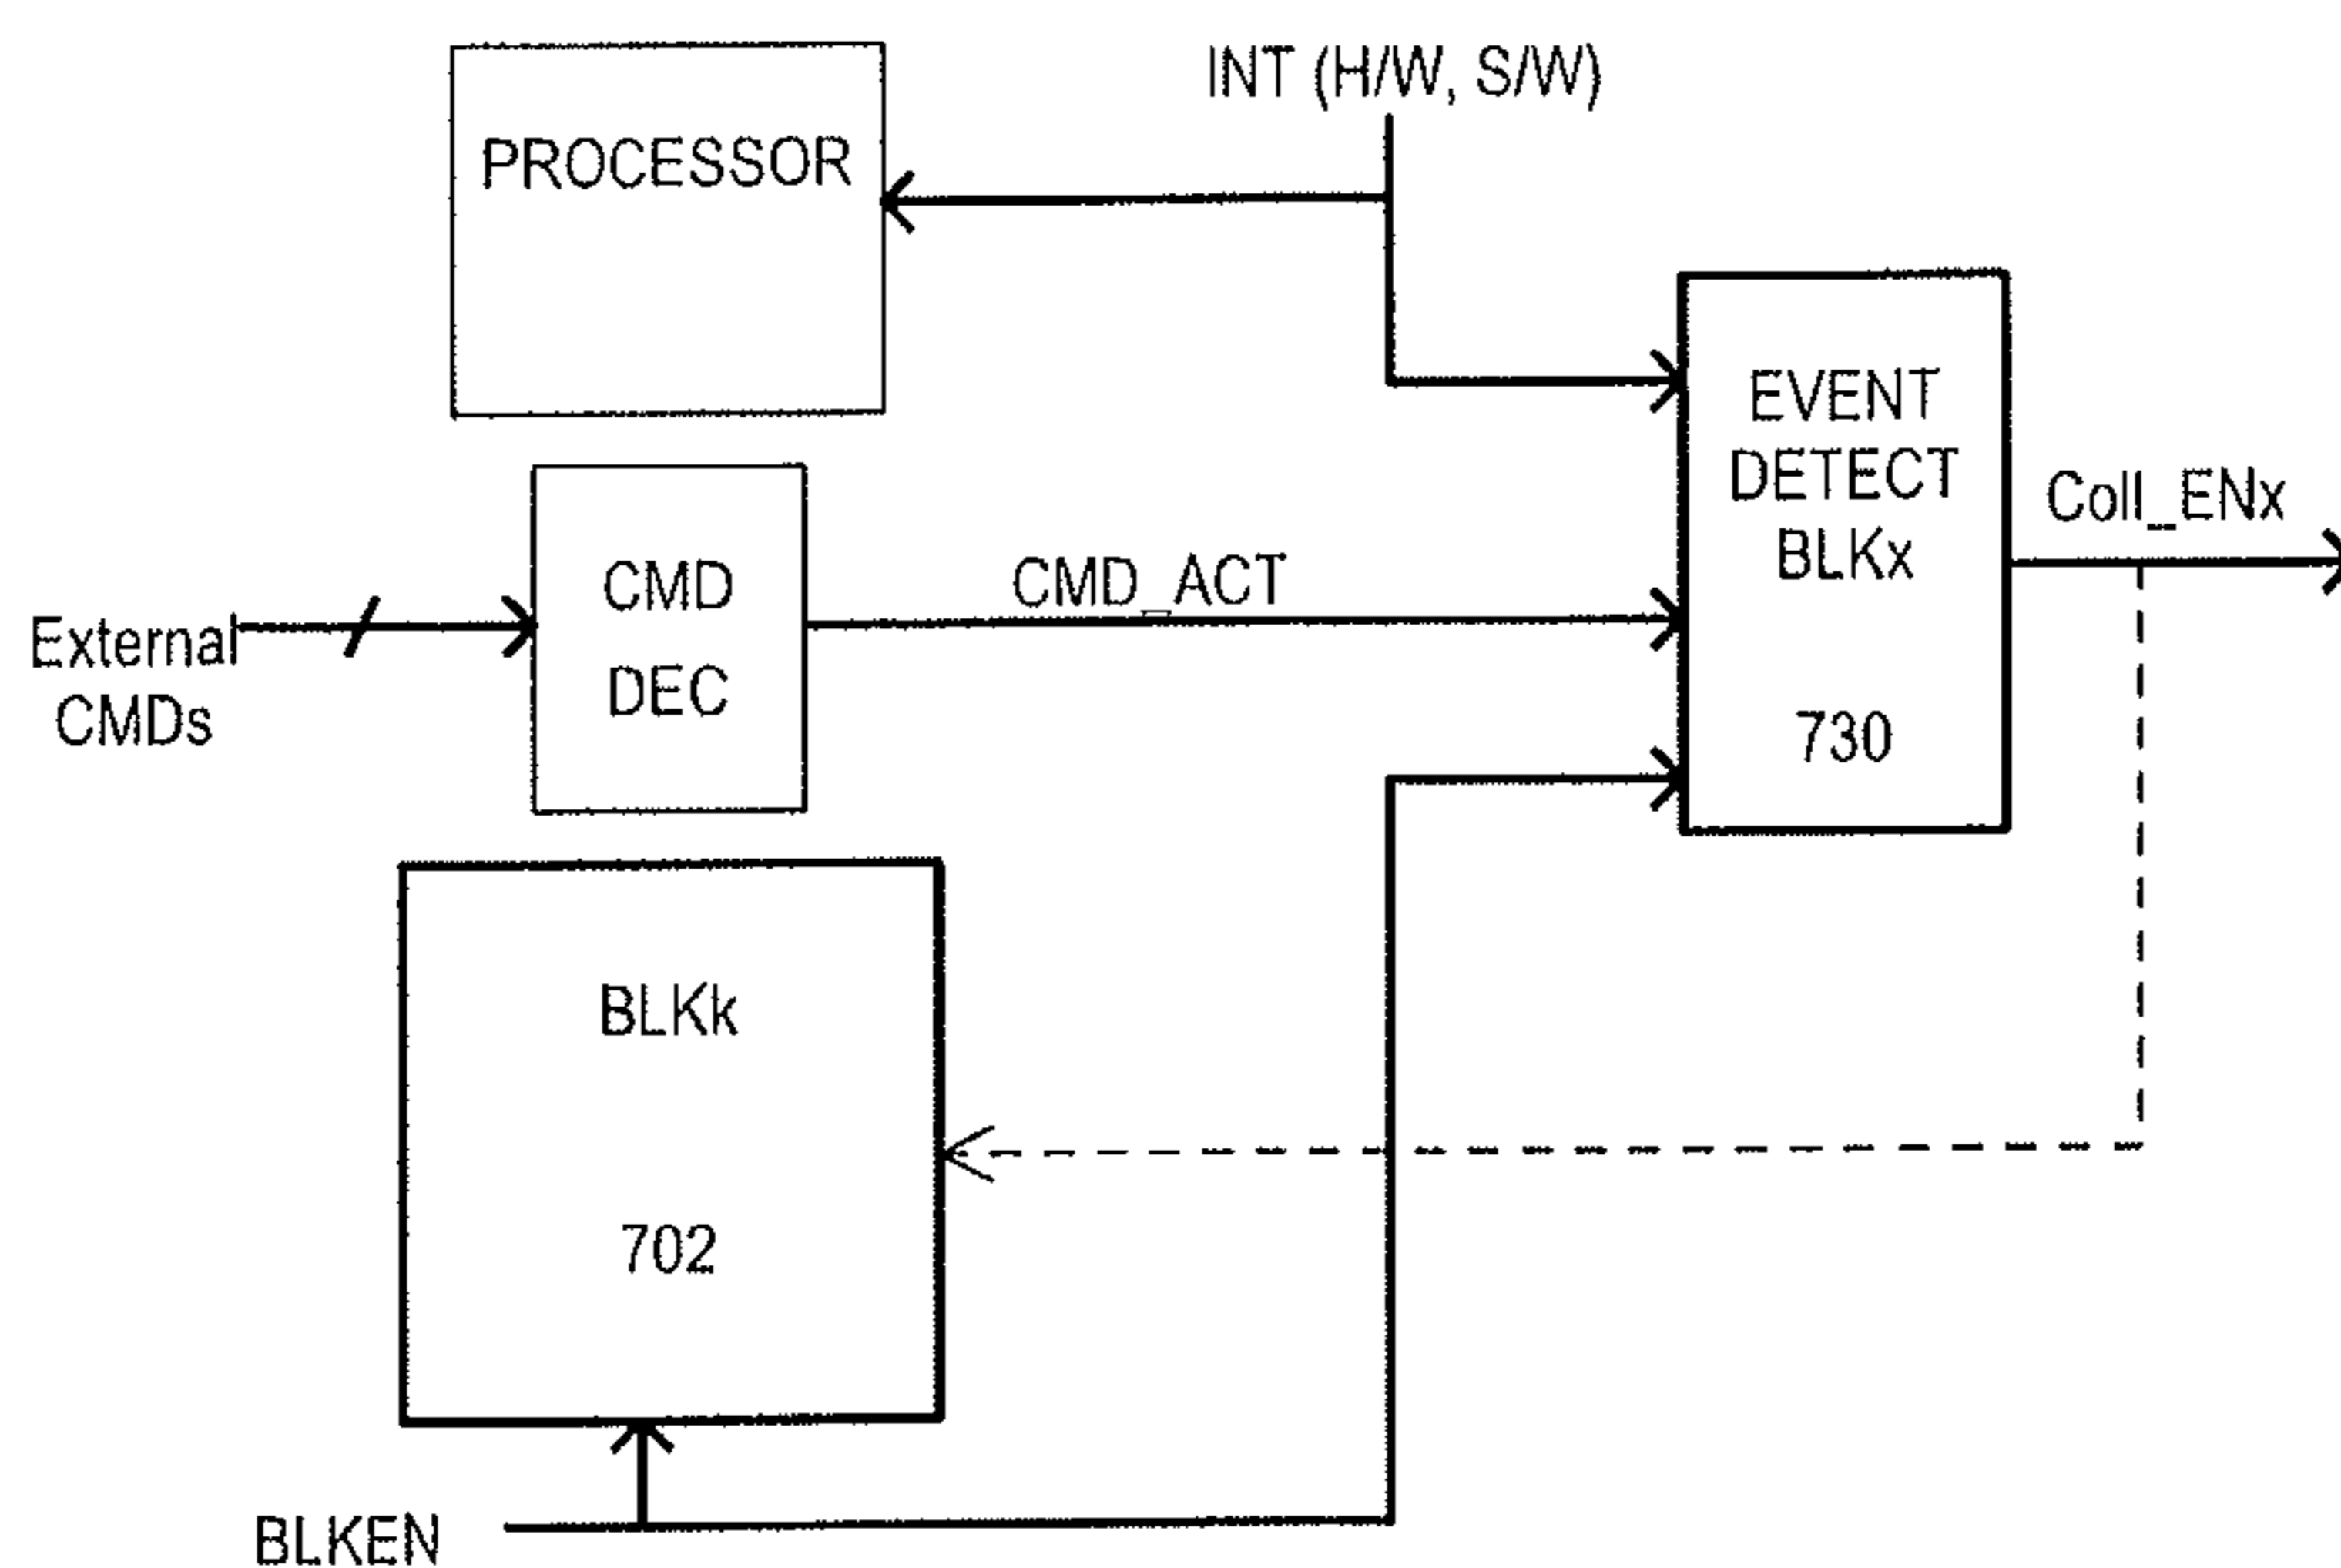 INT (H/W, S/W)
PROCESSOR
EVENT
DETECT
BLKx
730
Coll_ENx
CMD
DEC
CMD_ACT
External
CMDs
BLKk
702
BLKEN